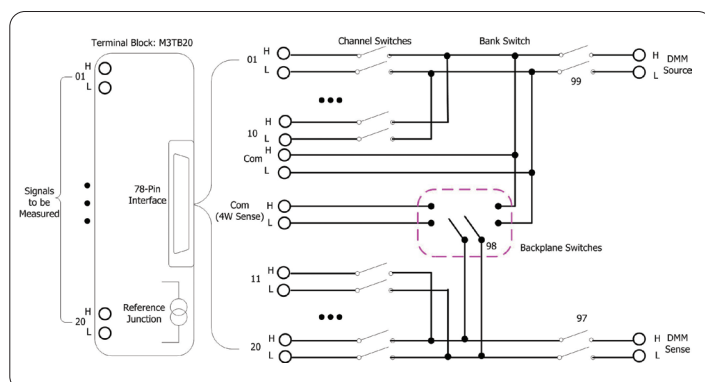 Terminal Block: M3TB20
H
01
L
Signals
to be
Measured
78-Pin
Interface
Reference
Junction
H
20
L
Channel Switches
Bank Switch
01
H
L
10
H
L
Com
H
L
Com
(4W Sense)
H
L
11
H
L
20
H
L
99
H
L
DMM
Source
98
Backplane Switches
97
H
L
DMM
Sense